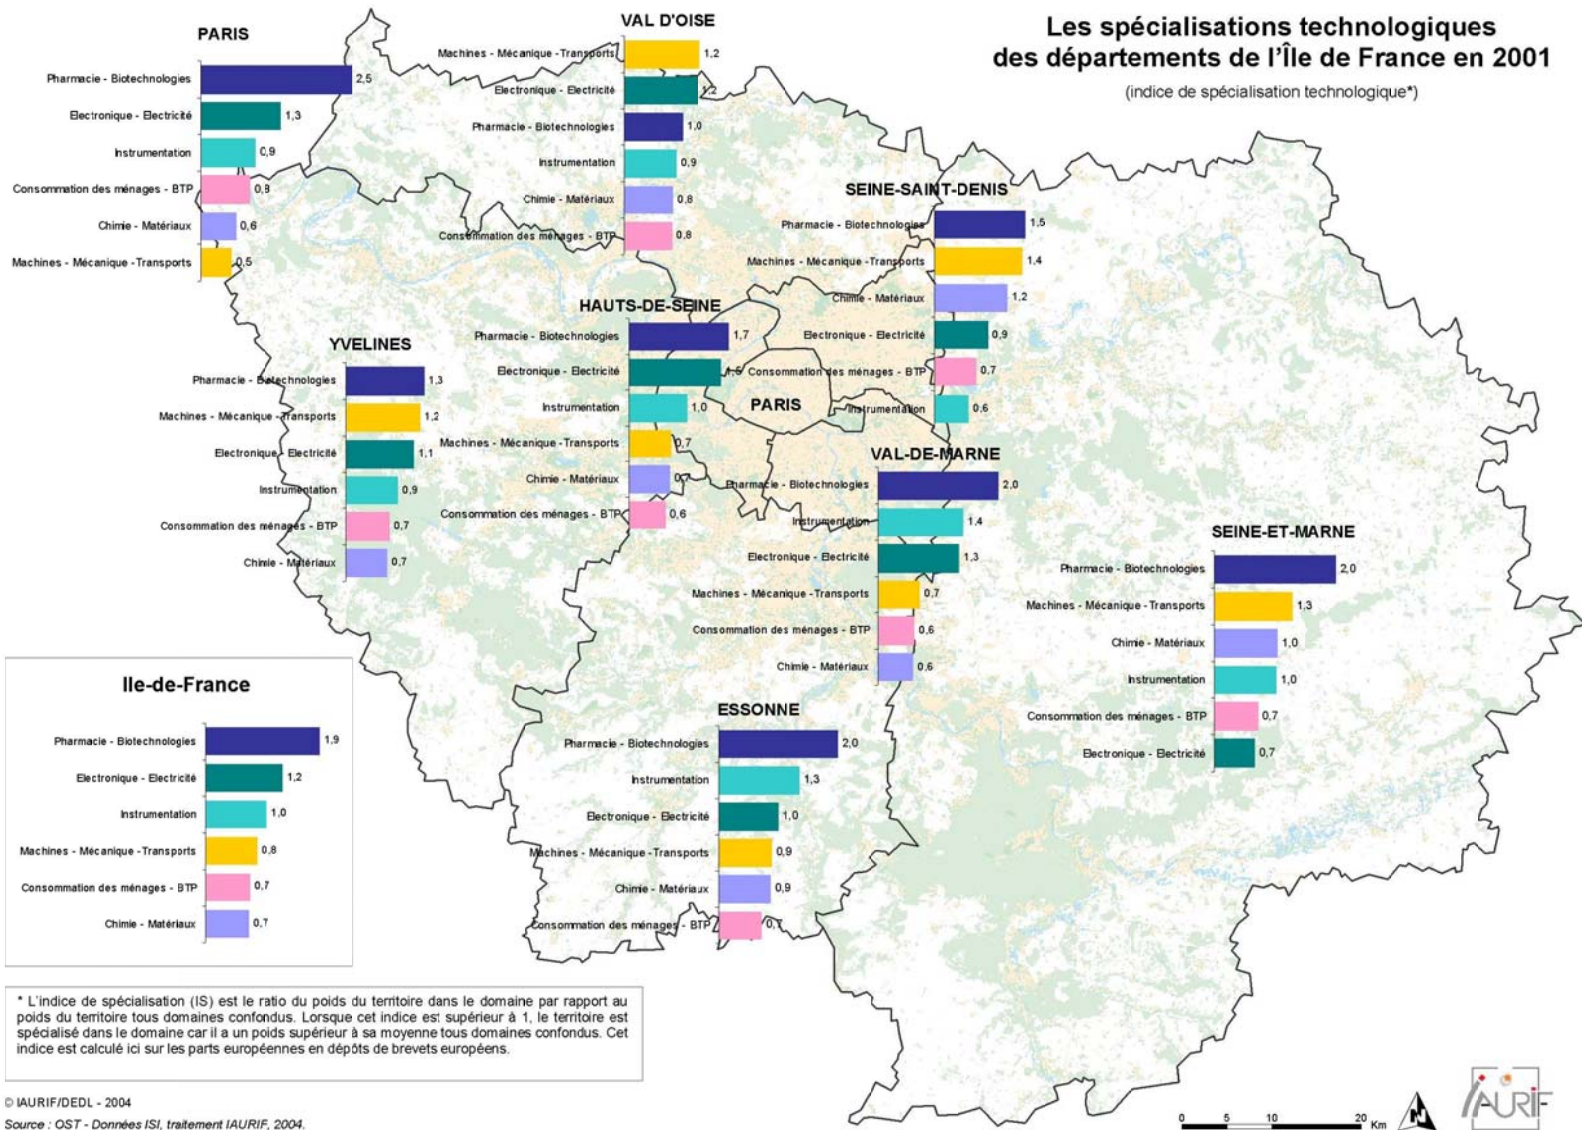 Les spécialisations technologiques
des départements de l'Île de France en 2001
(indice de spécialisation technologique*)
PARIS
Pharmacie - Biotechnologies 2,5
Electronique - Electricité 1,3
Instrumentation 0,9
Consommation des ménages - BTP 0,8
Chimie - Matériaux 0,6
Machines - Mécanique - Transports 0,5
VAL D'OISE
Machines - Mécanique - Transports 1,2
Electronique - Electricité 1,2
Pharmacie - Biotechnologies 1,0
Instrumentation 0,9
Chimie - Matériaux 0,8
Consommation des ménages - BTP 0,8
SEINE-SAINT-DENIS
Pharmacie - Biotechnologies 1,5
Machines - Mécanique - Transports 1,4
Chimie - Matériaux 1,2
Electronique - Electricité 0,9
Consommation des ménages - BTP 0,7
Instrumentation 0,6
HAUTS-DE-SEINE
Pharmacie - Biotechnologies 1,7
Electronique - Electricité 1,5
Instrumentation 1,0
Machines - Mécanique - Transports 0,7
Chimie - Matériaux 0,7
Consommation des ménages - BTP 0,6
PARIS
YVELINES
Pharmacie - Biotechnologies 1,3
Machines - Mécanique - Transports 1,2
Electronique - Electricité 1,1
Instrumentation 0,9
Consommation des ménages - BTP 0,7
Chimie - Matériaux 0,7
VAL-DE-MARNE
Pharmacie - Biotechnologies 2,0
Instrumentation 1,4
Electronique - Electricité 1,3
Machines - Mécanique - Transports 0,7
Consommation des ménages - BTP 0,6
Chimie - Matériaux 0,6
SEINE-ET-MARNE
Pharmacie - Biotechnologies 2,0
Machines - Mécanique - Transports 1,3
Chimie - Matériaux 1,0
Instrumentation 1,0
Consommation des ménages - BTP 0,7
Electronique - Electricité 0,7
Ile-de-France
Pharmacie - Biotechnologies 1,9
Electronique - Electricité 1,2
Instrumentation 1,0
Machines - Mécanique - Transports 0,8
Consommation des ménages - BTP 0,7
Chimie - Matériaux 0,7
ESSONNE
Pharmacie - Biotechnologies 2,0
Instrumentation 1,3
Electronique - Electricité 1,0
Machines - Mécanique - Transports 0,9
Chimie - Matériaux 0,9
Consommation des ménages - BTP 0,7
* L'indice de spécialisation (IS) est le ratio du poids du territoire dans le domaine par rapport au
poids du territoire tous domaines confondus. Lorsque cet indice est supérieur à 1, le territoire est
spécialisé dans le domaine car il a un poids supérieur à sa moyenne tous domaines confondus. Cet
indice est calculé ici sur les parts européennes en dépôts de brevets européens.
© IAURIF/DEDL - 2004
Source : OST - Données ISI, traitement IAURIF, 2004.
0 5 10 20 Km
N
IAURIF